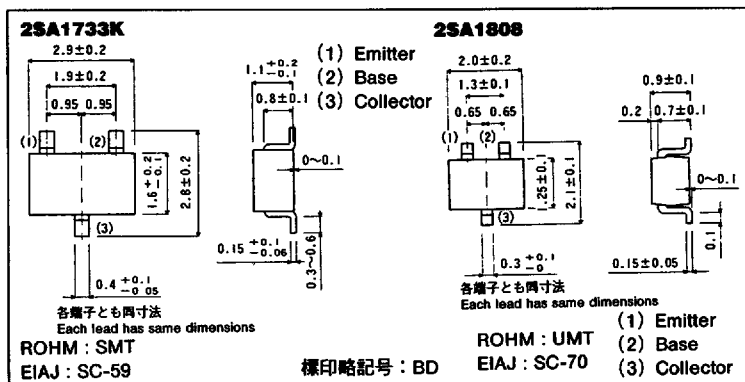 2SA1733K
2.9±0.2
1.9±0.2
0.95 0.95
(1) (2)
1.6 +0.2 -0.1
2.8±0.2
(3)
0.4 +0.1 -0.05
各端子とも同寸法
Each lead has same dimensions
ROHM : SMT
EIAJ : SC-59
1.1 +0.2 -0.1
0.8±0.1
0~0.1
0.15 +0.1 -0.06
0.3~0.6
(1) Emitter
(2) Base
(3) Collector
標印略記号 : BD
2SA1808
2.0±0.2
1.3±0.1
0.65 0.65
(1) (2)
1.25±0.1
2.1±0.1
(3)
0.3 +0.1 -0
各端子とも同寸法
Each lead has same dimensions
ROHM : UMT
EIAJ : SC-70
0.9±0.1
0.2 0.7±0.1
0~0.1
0.1
0.15±0.05
(1) Emitter
(2) Base
(3) Collector